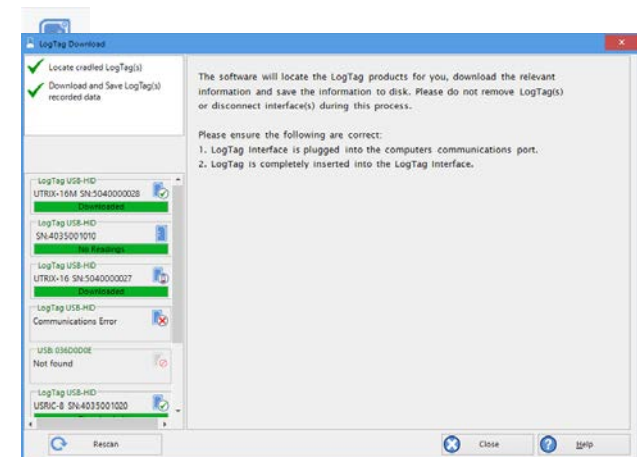 LogTag Download
Locate cradled LogTag(s)
Download and Save LogTag(s)
recorded data
The software will locate the LogTag products for you, download the relevant
information and save the information to disk. Please do not remove LogTag(s)
or disconnect interface(s) during this process.
Please ensure the following are correct:
1. LogTag Interface is plugged into the computers communications port.
2. LogTag is completely inserted into the LogTag Interface.
LogTag USB-HID
UTRIX-16M SN:5040000028
Downloaded
LogTag USB-HID
SN:4035001010
No Readings
LogTag USB-HID
UTRIX-16 SN:5040000027
Downloaded
LogTag USB-HID
Communications Error
USB: 036D0D0E
Not found
LogTag USB-HID
USRIC-8 SN:4035001020
Rescan
Close
Help